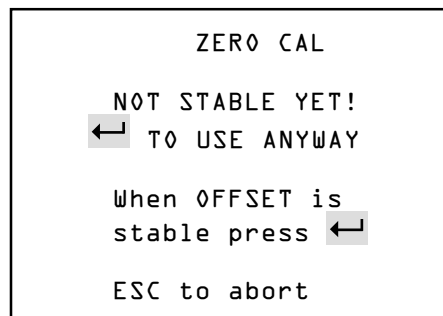 ZERO CAL
NOT STABLE YET!
↵ TO USE ANYWAY
When OFFSET is
stable press ↵
ESC to abort